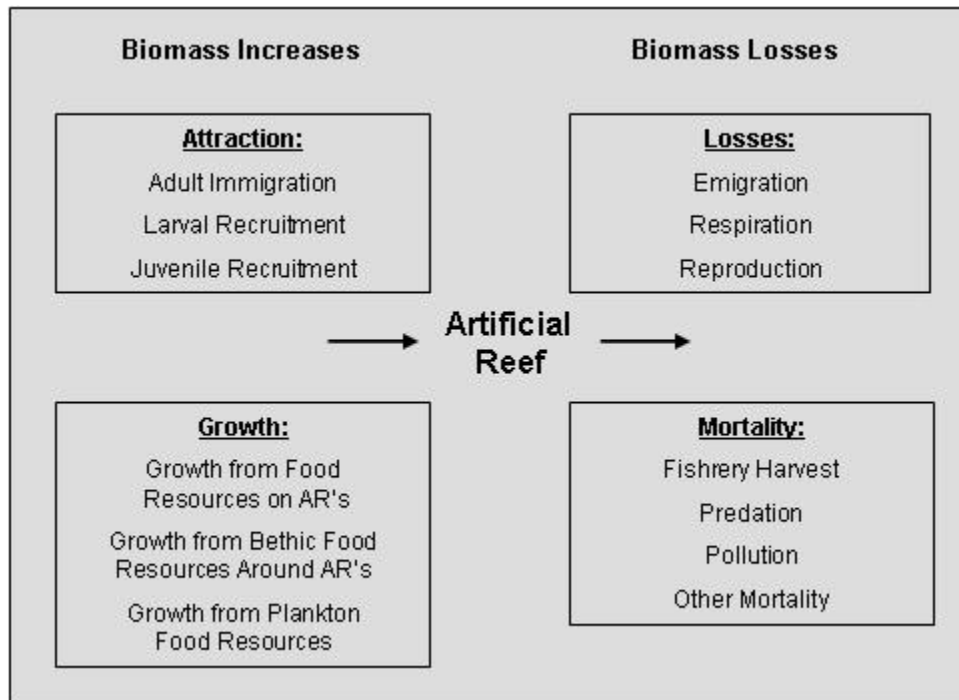 Biomass Increases
Biomass Losses
Attraction:
Adult Immigration
Larval Recruitment
Juvenile Recruitment
Losses:
Emigration
Respiration
Reproduction
Artificial
Reef
Growth:
Growth from Food
Resources on AR's
Growth from Bethic Food
Resources Around AR's
Growth from Plankton
Food Resources
Mortality:
Fishrery Harvest
Predation
Pollution
Other Mortality